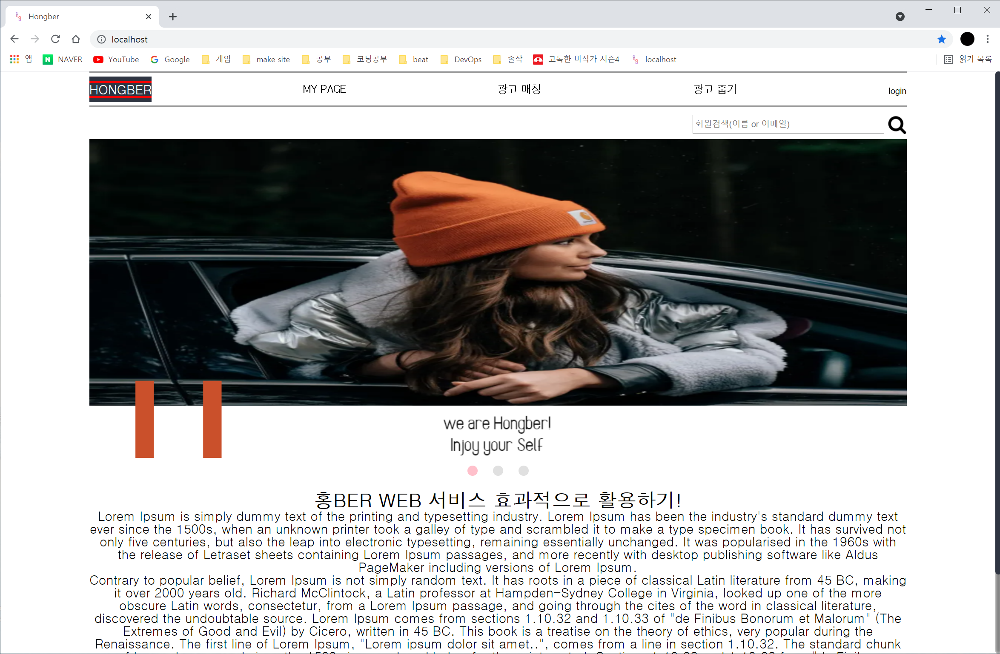 Hongber
localhost
앱 NAVER YouTube Google 게임 make site 공부 코딩공부 beat DevOps 졸작 고독한 미식가 시즌4 localhost 읽기 목록
HONGBER MY PAGE 광고 매칭 광고 줍기 login
회원검색(이름 or 이메일)
we are Hongber!
Injoy your Self
홍BER WEB 서비스 효과적으로 활용하기!
Lorem Ipsum is simply dummy text of the printing and typesetting industry. Lorem Ipsum has been the industry's standard dummy text
ever since the 1500s, when an unknown printer took a galley of type and scrambled it to make a type specimen book. It has survived not
only five centuries, but also the leap into electronic typesetting, remaining essentially unchanged. It was popularised in the 1960s with
the release of Letraset sheets containing Lorem Ipsum passages, and more recently with desktop publishing software like Aldus
PageMaker including versions of Lorem Ipsum.
Contrary to popular belief, Lorem Ipsum is not simply random text. It has roots in a piece of classical Latin literature from 45 BC, making
it over 2000 years old. Richard McClintock, a Latin professor at Hampden-Sydney College in Virginia, looked up one of the more
obscure Latin words, consectetur, from a Lorem Ipsum passage, and going through the cites of the word in classical literature,
discovered the undoubtable source. Lorem Ipsum comes from sections 1.10.32 and 1.10.33 of "de Finibus Bonorum et Malorum" (The
Extremes of Good and Evil) by Cicero, written in 45 BC. This book is a treatise on the theory of ethics, very popular during the
Renaissance. The first line of Lorem Ipsum, "Lorem ipsum dolor sit amet..", comes from a line in section 1.10.32. The standard chunk